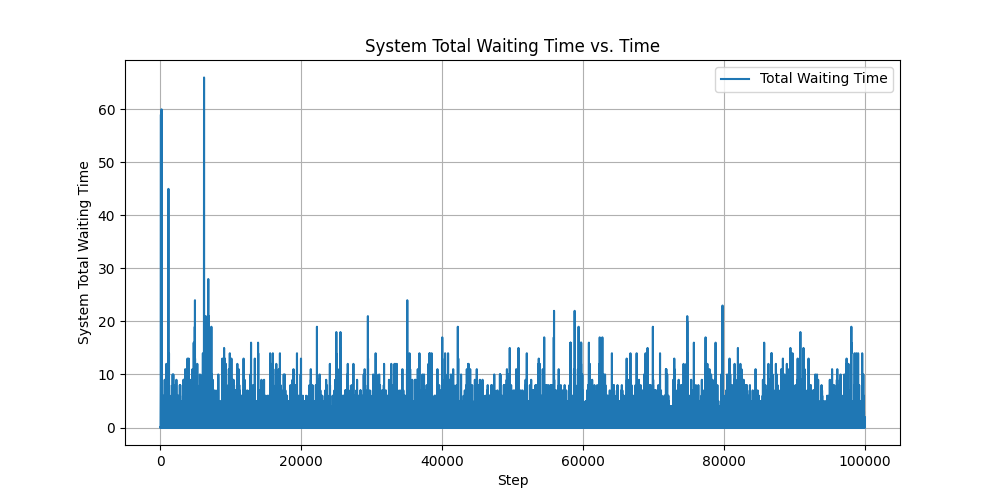 System Total Waiting Time vs. Time
Total Waiting Time
System Total Waiting Time
60
50
40
30
20
10
0
0 20000 40000 60000 80000 100000
Step